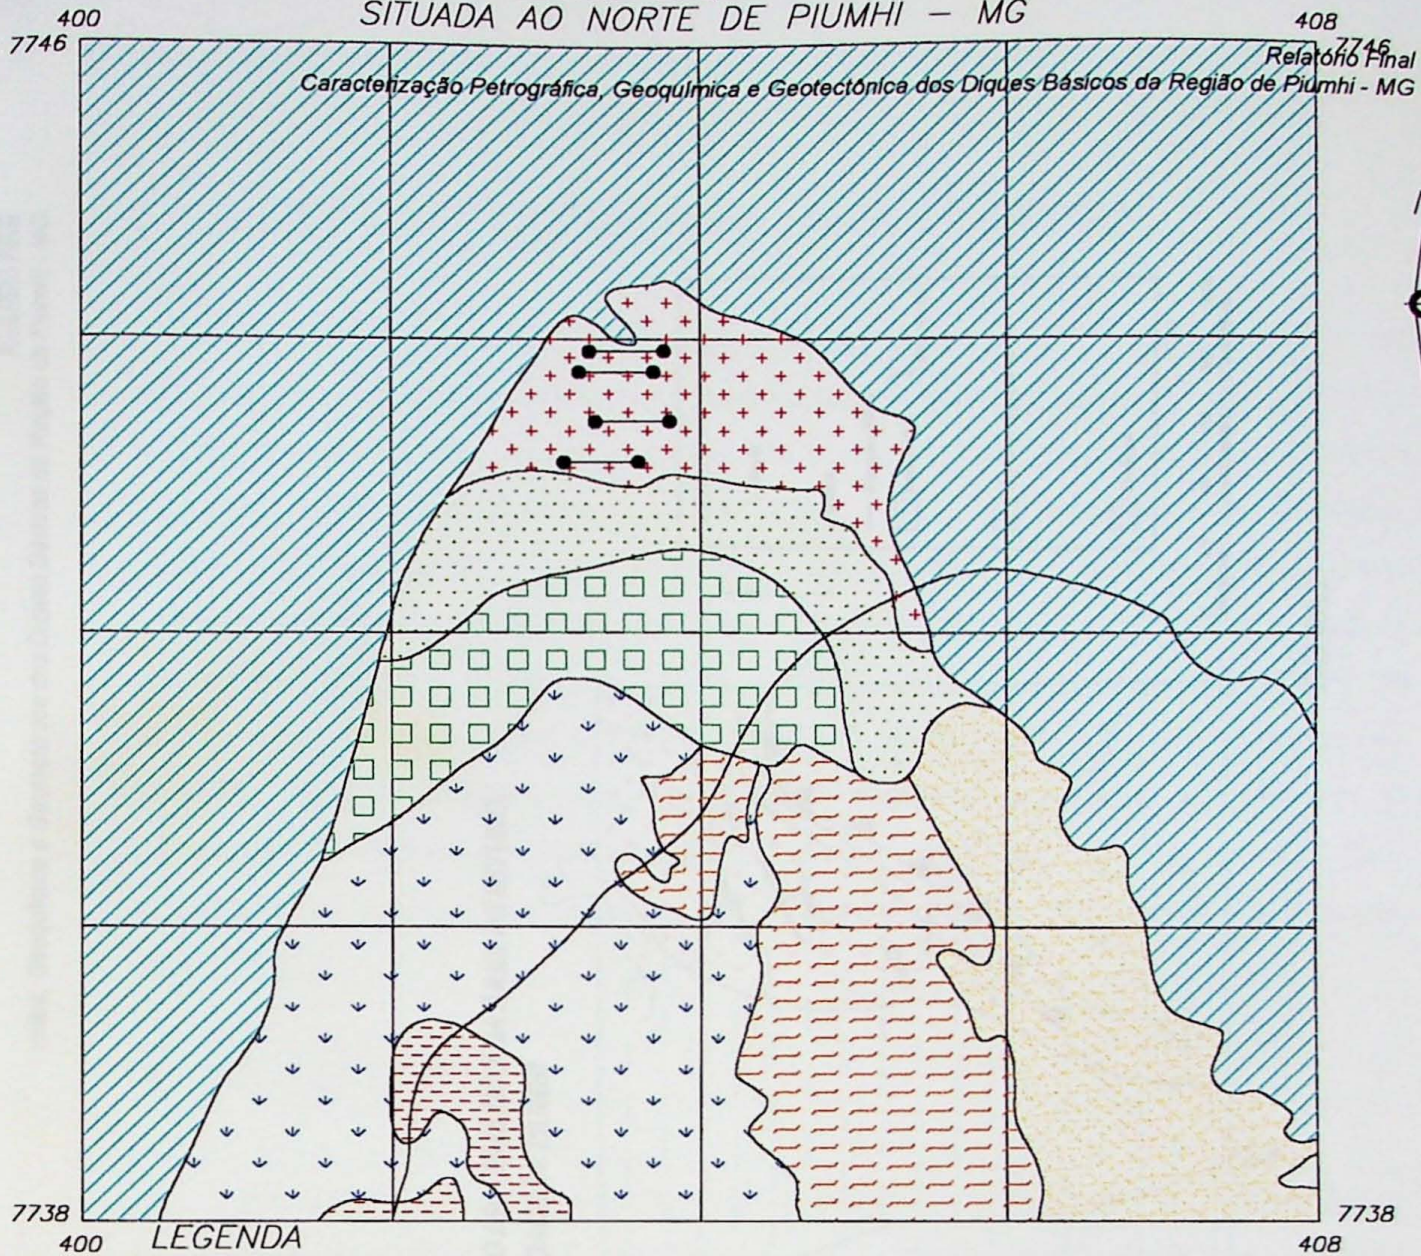 SITUADA AO NORTE DE PIUMHI — MG
400
408
7746
7746
Relatório Final
Caracterização Petrográfica, Geoquímica e Geotectônica dos Diques Básicos da Região de Piumhi - MG
7738
7738
400
LEGENDA
408